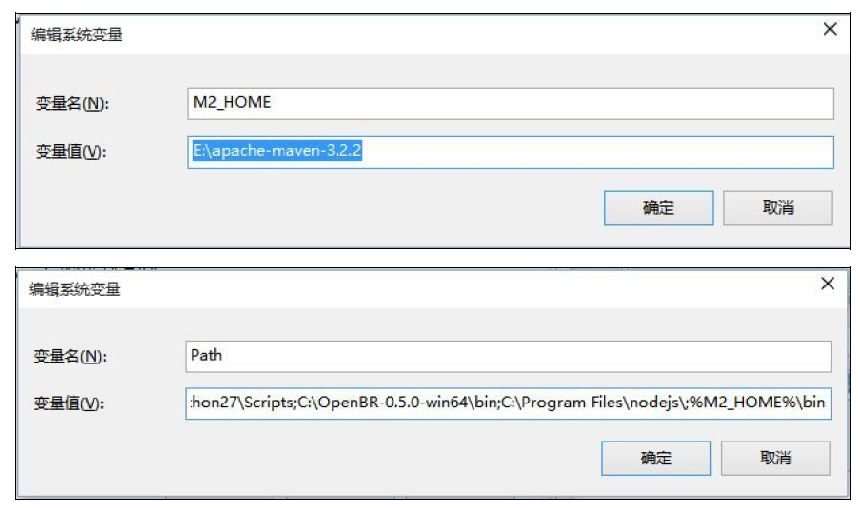 编辑系统变量
变量名(N):
M2_HOME
变量值(V):
E:\apache-maven-3.2.2
确定
取消
编辑系统变量
变量名(N):
Path
变量值(V):
:hon27\Scripts;C:\OpenBR-0.5.0-win64\bin;C:\Program Files\nodejs\;%M2_HOME%\bin
确定
取消